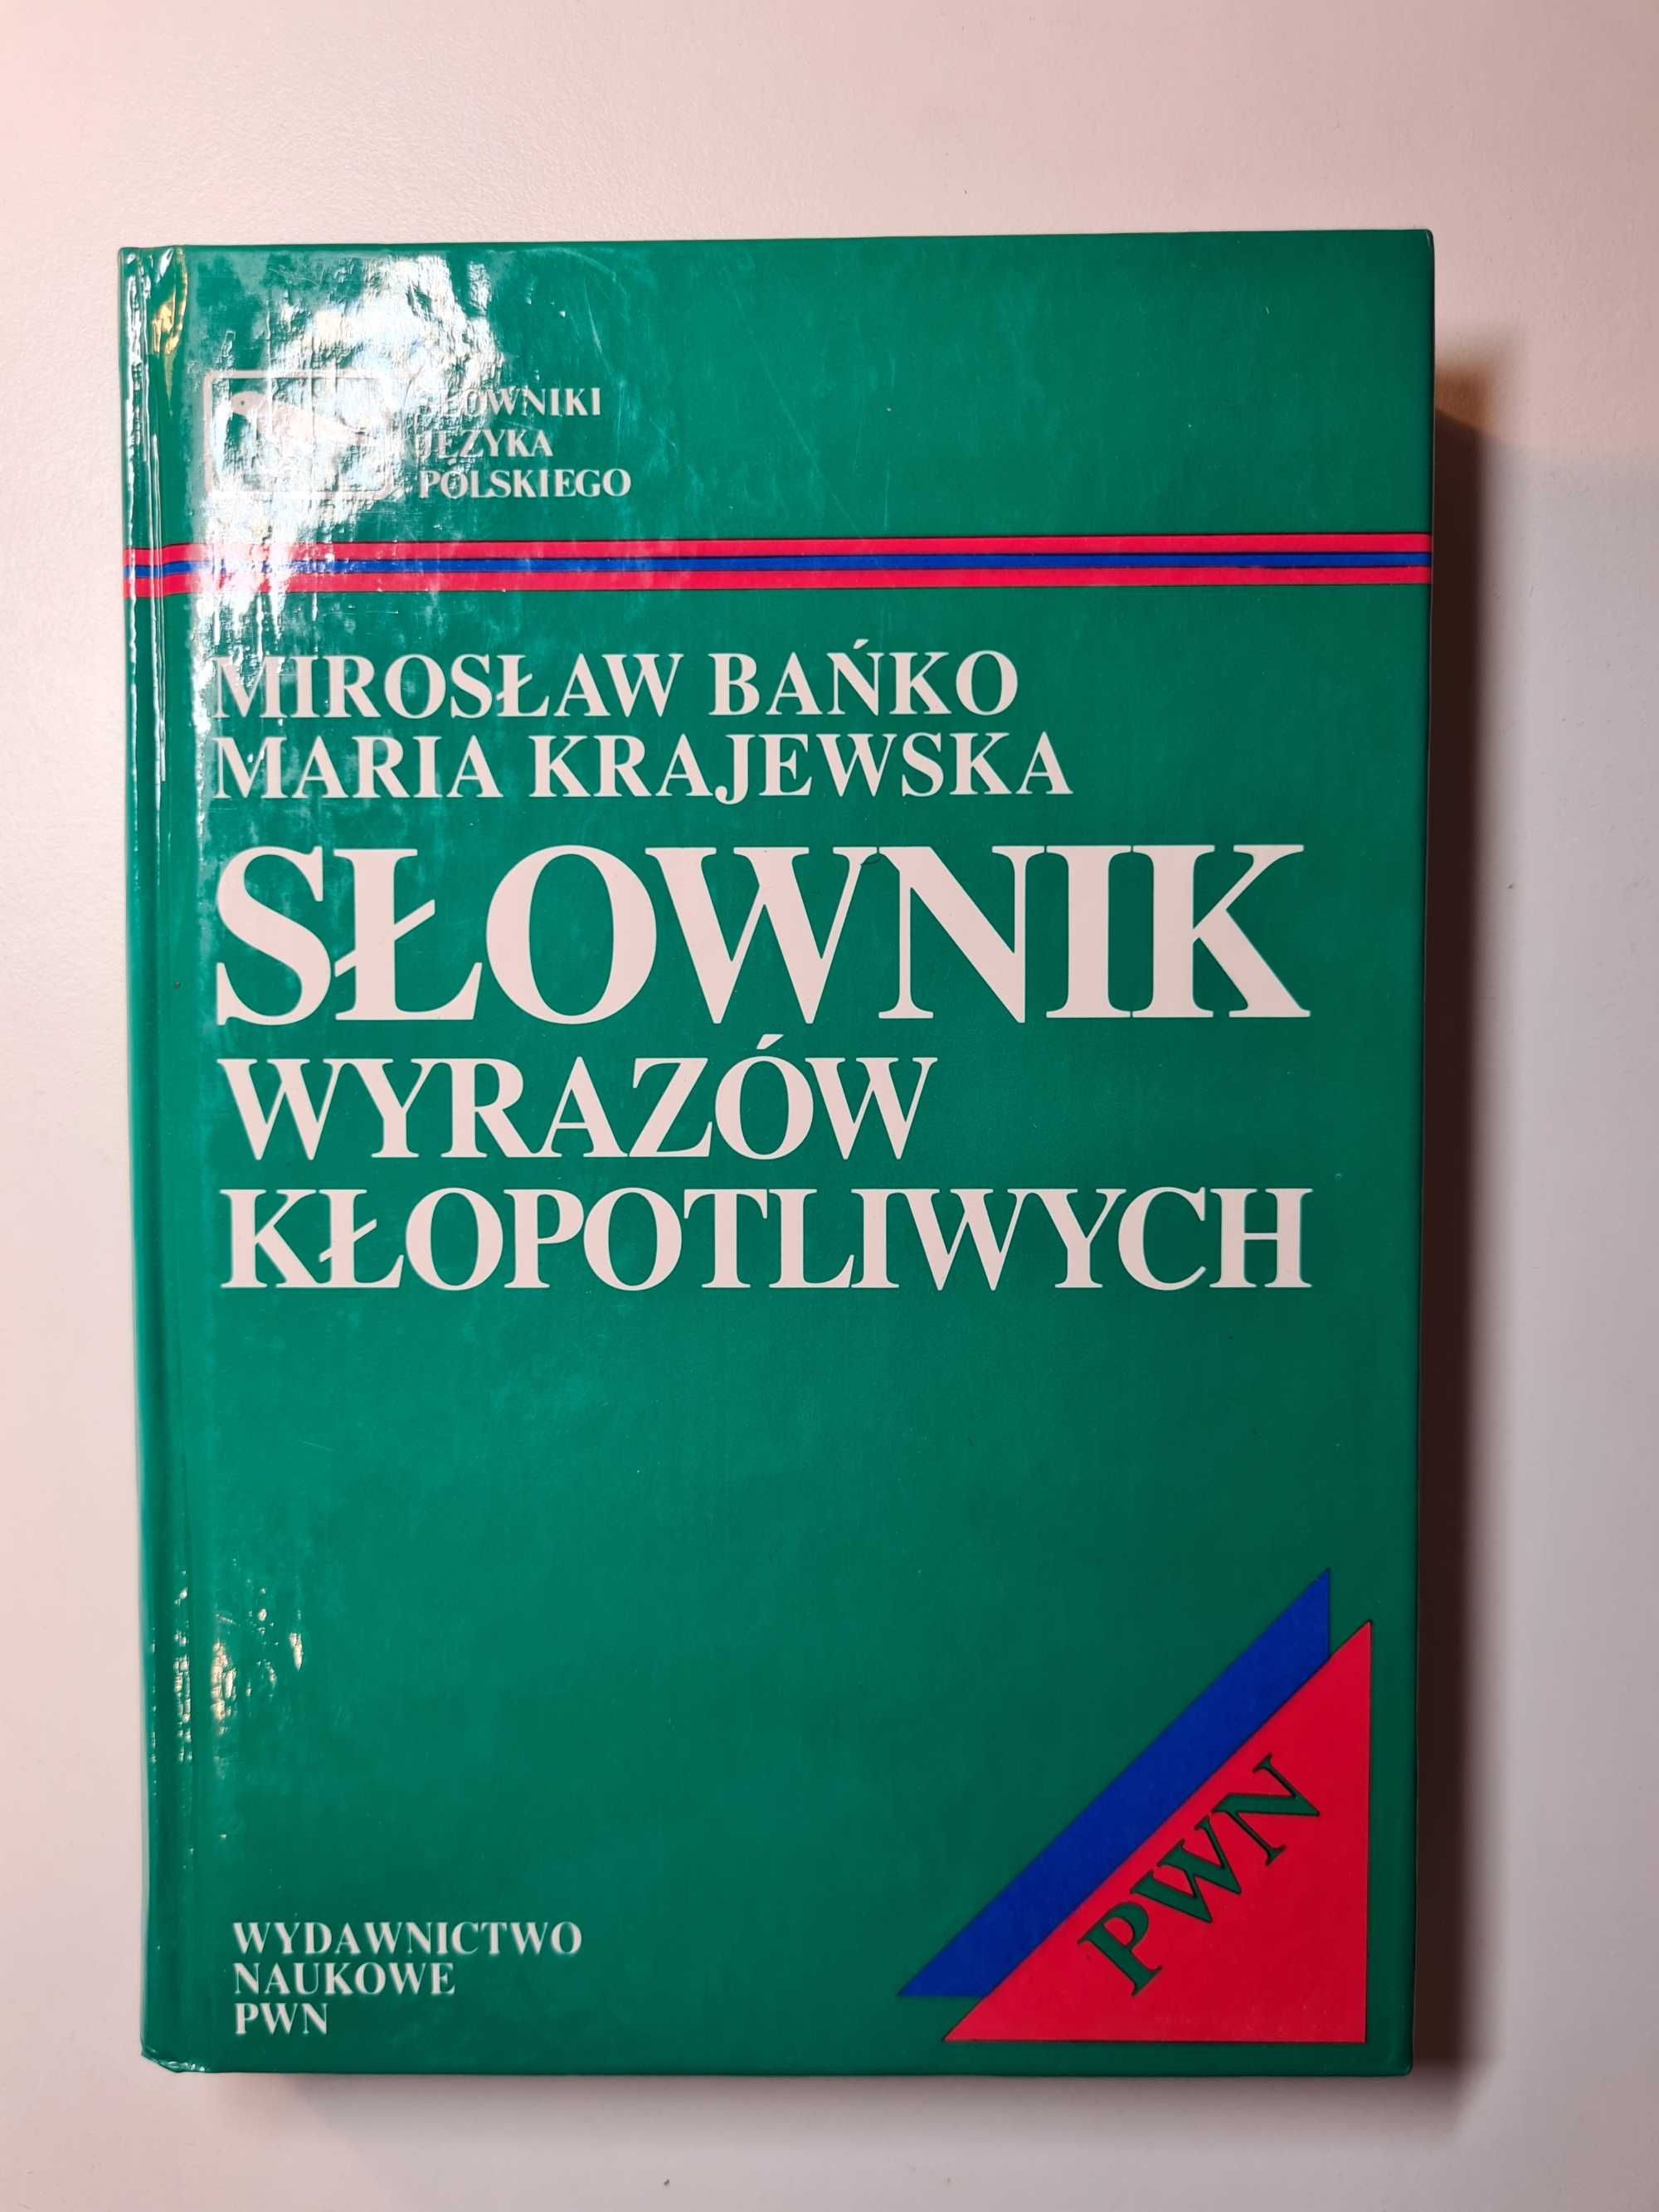 SŁOWNIKI
JĘZYKA
POLSKIEGO
MIROSŁAW BAŃKO
MARIA KRAJEWSKA
SŁOWNIK
WYRAZÓW
KŁOPOTLIWYCH
PWN
WYDAWNICTWO
NAUKOWE
PWN